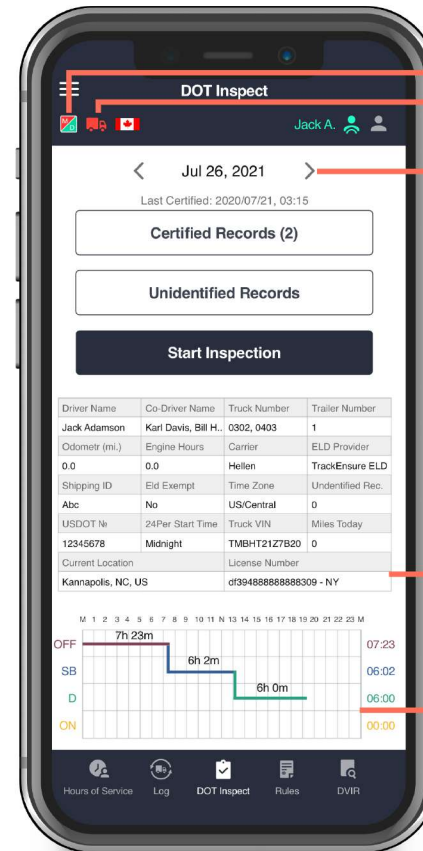 DOT Inspect
M D
Jack A.
Jul 26, 2021
Last Certified: 2020/07/21, 03:15
Certified Records (2)
Unidentified Records
Start Inspection
Driver Name Co-Driver Name Truck Number Trailer Number
Jack Adamson Karl Davis, Bill H.. 0302, 0403 1
Odometr (mi.) Engine Hours Carrier ELD Provider
0.0 0.0 Hellen TrackEnsure ELD
Shipping ID Eld Exempt Time Zone Undentified Rec.
Abc No US/Central 0
USDOT № 24Per Start Time Truck VIN Miles Today
12345678 Midnight TMBHT21Z7B20 0
Current Location License Number
Kannapolis, NC, US df394888888888309 - NY
M 1 2 3 4 5 6 7 8 9 10 11 N 13 14 15 16 17 18 19 20 21 22 23 M
OFF 7h 23m 07:23
SB 6h 2m 06:02
D 6h 0m 06:00
ON 00:00
Hours of Service Log DOT Inspect Rules DVIR